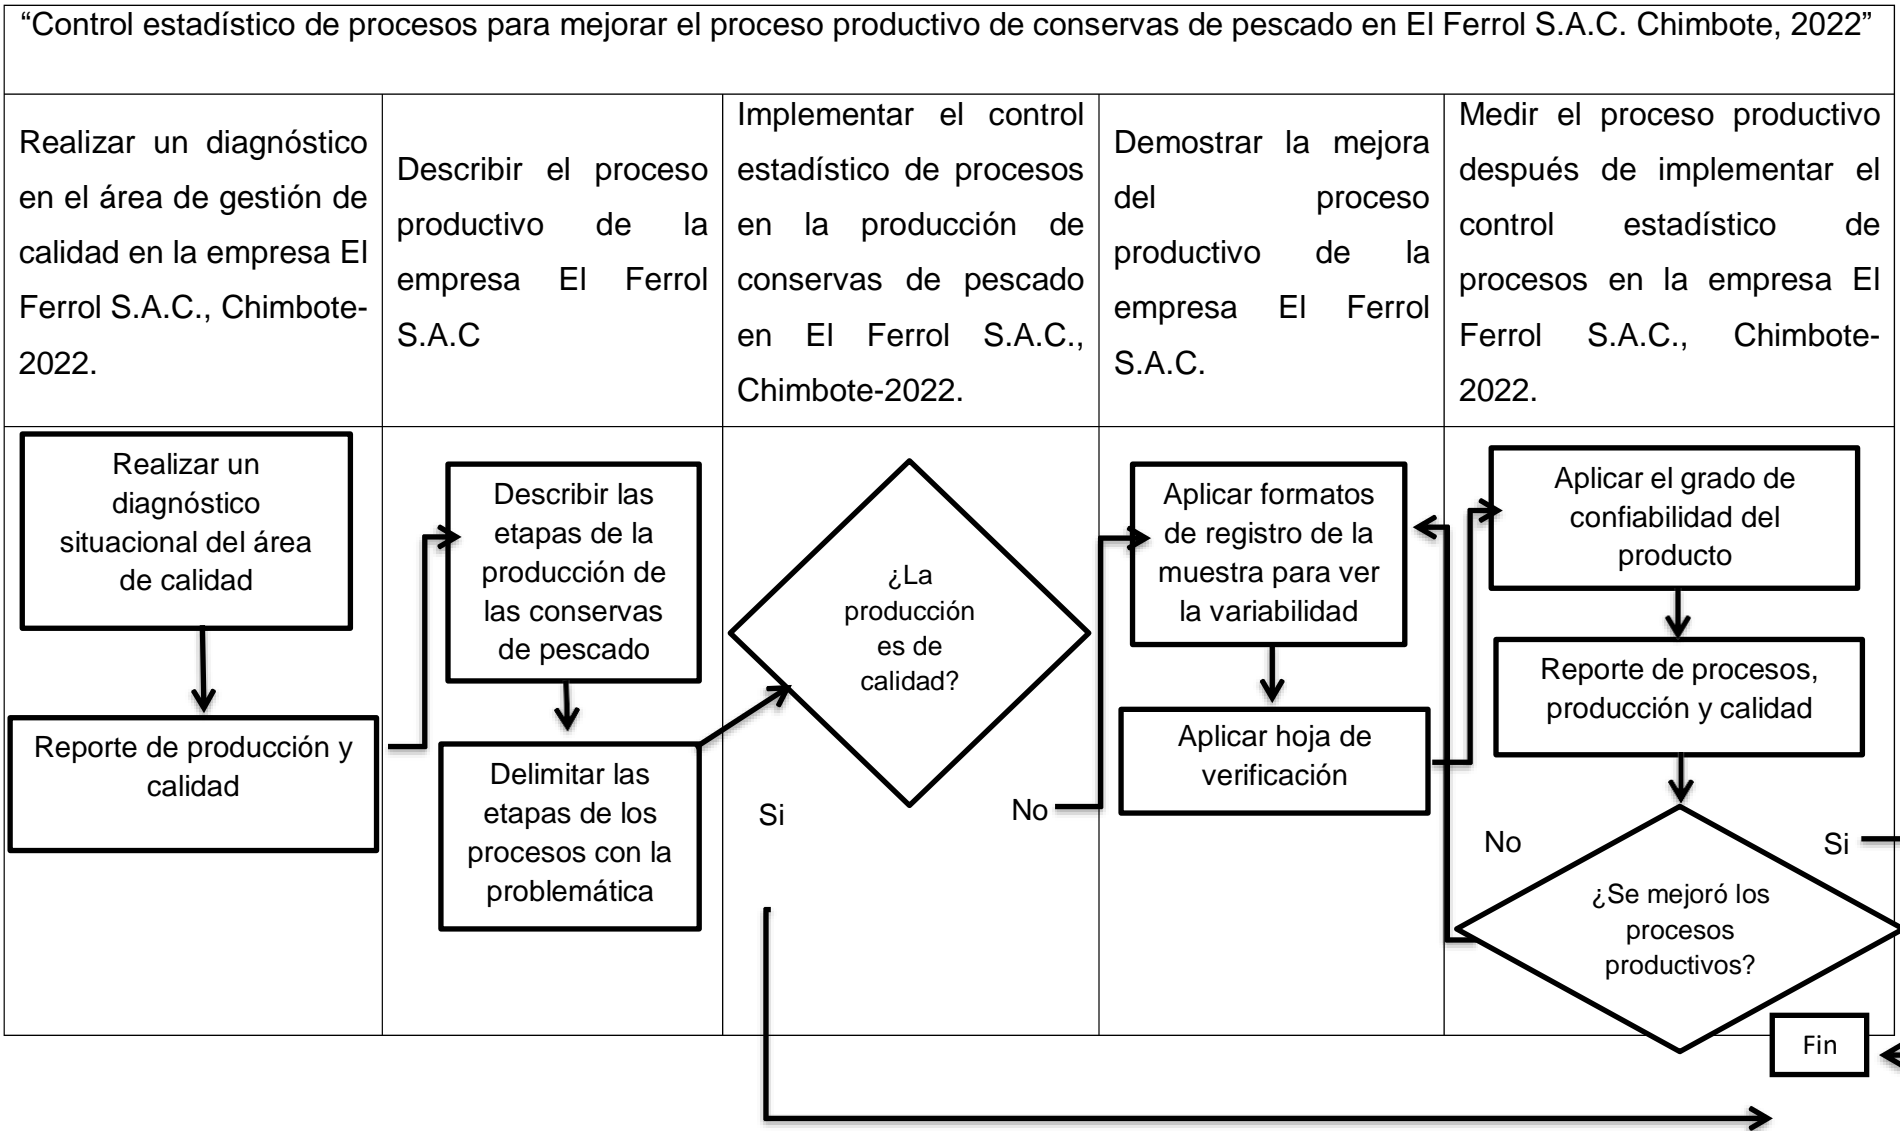 “Control estadístico de procesos para mejorar el proceso productivo de conservas de pescado en El Ferrol S.A.C. Chimbote, 2022”
Realizar un diagnóstico
en el área de gestión de
calidad en la empresa El
Ferrol S.A.C., Chimbote-
2022.
Describir el proceso
productivo de la
empresa El Ferrol
S.A.C
Implementar el control
estadístico de procesos
en la producción de
conservas de pescado
en El Ferrol S.A.C.,
Chimbote-2022.
Demostrar la mejora
del proceso
productivo de la
empresa El Ferrol
S.A.C.
Medir el proceso productivo
después de implementar el
control estadístico de
procesos en la empresa El
Ferrol S.A.C., Chimbote-
2022.
Realizar un
diagnóstico
situacional del área
de calidad
Reporte de producción y
calidad
Describir las
etapas de la
producción de
las conservas
de pescado
Delimitar las
etapas de los
procesos con la
problemática
¿La
producción
es de
calidad?
Si
No
Aplicar formatos
de registro de la
muestra para ver
la variabilidad
Aplicar hoja de
verificación
Aplicar el grado de
confiabilidad del
producto
Reporte de procesos,
producción y calidad
No
Si
¿Se mejoró los
procesos
productivos?
Fin